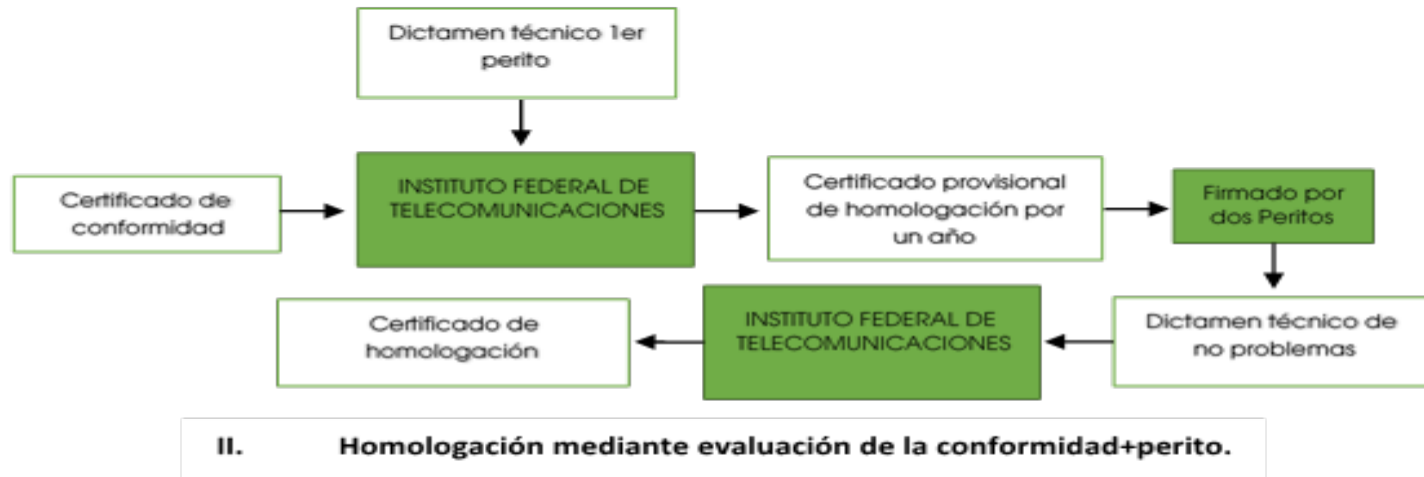 Dictamen técnico 1er
perito
Certificado de
conformidad
INSTITUTO FEDERAL DE
TELECOMUNICACIONES
Certificado provisional
de homologación por
un año
Firmado por
dos Peritos
Dictamen técnico de
no problemas
INSTITUTO FEDERAL DE
TELECOMUNICACIONES
Certificado de
homologación
II. Homologación mediante evaluación de la conformidad+perito.